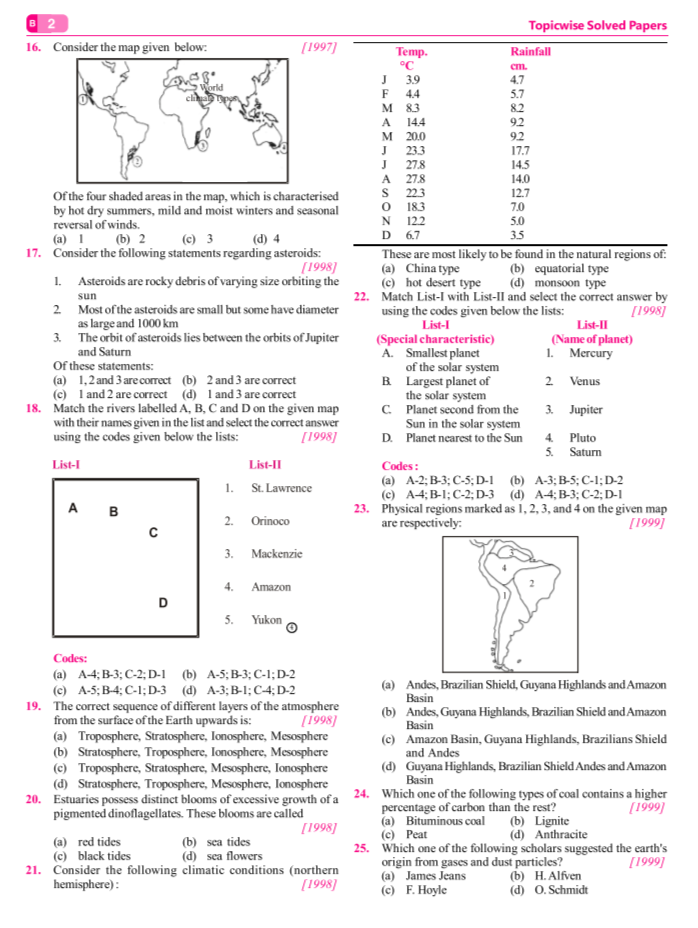 B 2
Topicwise Solved Papers
16. Consider the map given below: [1997]
World
climate types
1
2
3
4
Of the four shaded areas in the map, which is characterised
by hot dry summers, mild and moist winters and seasonal
reversal of winds.
(a) 1 (b) 2 (c) 3 (d) 4
17. Consider the following statements regarding asteroids:
[1998]
1. Asteroids are rocky debris of varying size orbiting the
sun
2. Most of the asteroids are small but some have diameter
as large and 1000 km
3. The orbit of asteroids lies between the orbits of Jupiter
and Saturn
Of these statements:
(a) 1, 2 and 3 are correct (b) 2 and 3 are correct
(c) 1 and 2 are correct (d) 1 and 3 are correct
18. Match the rivers labelled A, B, C and D on the given map
with their names given in the list and select the correct answer
using the codes given below the lists: [1998]
List-I List-II
A B
C
D
1. St. Lawrence
2. Orinoco
3. Mackenzie
4. Amazon
5. Yukon
4
Codes:
(a) A-4; B-3; C-2; D-1 (b) A-5; B-3; C-1; D-2
(c) A-5; B-4; C-1; D-3 (d) A-3; B-1; C-4; D-2
19. The correct sequence of different layers of the atmosphere
from the surface of the Earth upwards is: [1998]
(a) Troposphere, Stratosphere, Ionosphere, Mesosphere
(b) Stratosphere, Troposphere, Ionosphere, Mesosphere
(c) Troposphere, Stratosphere, Mesosphere, Ionosphere
(d) Stratosphere, Troposphere, Mesosphere, Ionosphere
20. Estuaries possess distinct blooms of excessive growth of a
pigmented dinoflagellates. These blooms are called
[1998]
(a) red tides (b) sea tides
(c) black tides (d) sea flowers
21. Consider the following climatic conditions (northern
hemisphere) : [1998]
Temp. Rainfall
°C cm.
J 3.9 4.7
F 4.4 5.7
M 8.3 8.2
A 14.4 9.2
M 20.0 9.2
J 23.3 17.7
J 27.8 14.5
A 27.8 14.0
S 22.3 12.7
O 18.3 7.0
N 12.2 5.0
D 6.7 3.5
These are most likely to be found in the natural regions of:
(a) China type (b) equatorial type
(c) hot desert type (d) monsoon type
22. Match List-I with List-II and select the correct answer by
using the codes given below the lists: [1998]
List-I List-II
(Special characteristic) (Name of planet)
A. Smallest planet 1. Mercury
of the solar system
B. Largest planet of 2. Venus
the solar system
C. Planet second from the 3. Jupiter
Sun in the solar system
D. Planet nearest to the Sun 4. Pluto
5. Saturn
Codes :
(a) A-2; B-3; C-5; D-1 (b) A-3; B-5; C-1; D-2
(c) A-4; B-1; C-2; D-3 (d) A-4; B-3; C-2; D-1
23. Physical regions marked as 1, 2, 3, and 4 on the given map
are respectively: [1999]
3
4
2
1
(a) Andes, Brazilian Shield, Guyana Highlands and Amazon
Basin
(b) Andes, Guyana Highlands, Brazilian Shield and Amazon
Basin
(c) Amazon Basin, Guyana Highlands, Brazilians Shield
and Andes
(d) Guyana Highlands, Brazilian Shield Andes and Amazon
Basin
24. Which one of the following types of coal contains a higher
percentage of carbon than the rest? [1999]
(a) Bituminous coal (b) Lignite
(c) Peat (d) Anthracite
25. Which one of the following scholars suggested the earth's
origin from gases and dust particles? [1999]
(a) James Jeans (b) H. Alfven
(c) F. Hoyle (d) O. Schmidt